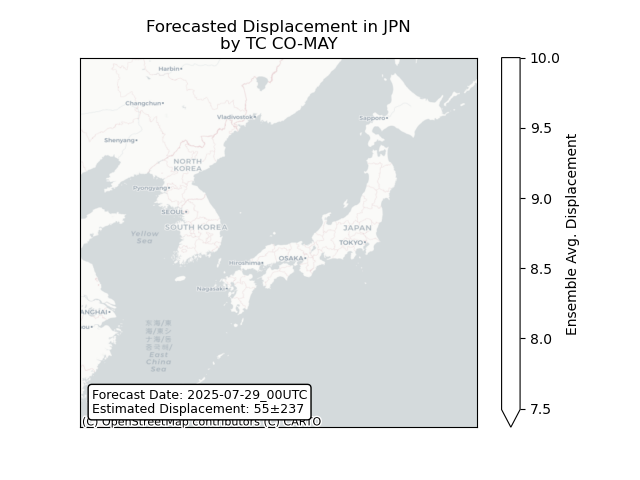 Forecasted Displacement in JPN
by TC CO-MAY
Harbin
Changchun
Vladivostok
Sapporo
Shenyang
NORTH
KOREA
Pyongyang
SEOUL
SOUTH KOREA
JAPAN
TOKYO
Yellow
Sea
Hiroshima
OSAKA
Nagasaki
ANGHAI
ou
East
China
Sea
Forecast Date: 2025-07-29_00UTC
Estimated Displacement: 55±237
(C) OpenStreetMap contributors (C) CARTO
10.0
9.5
9.0
8.5
8.0
7.5
Ensemble Avg. Displacement